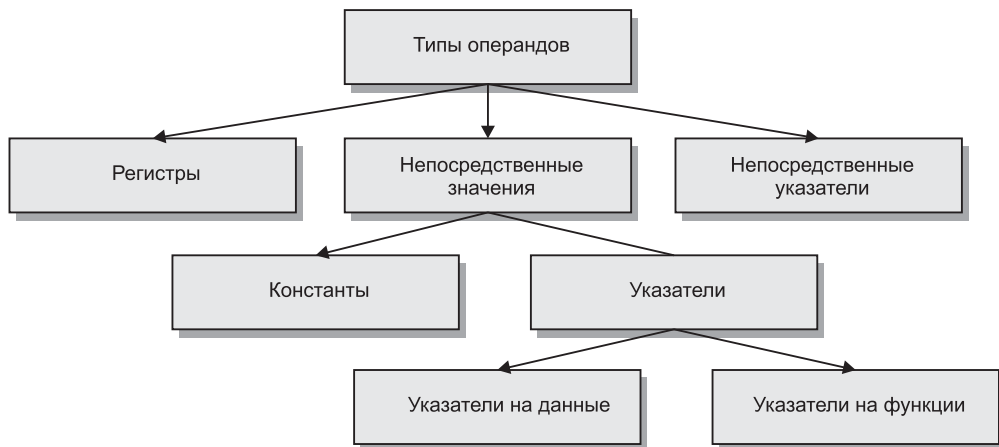 Типы операндов
Регистры
Непосредственные
значения
Непосредственные
указатели
Константы
Указатели
Указатели на данные
Указатели на функции